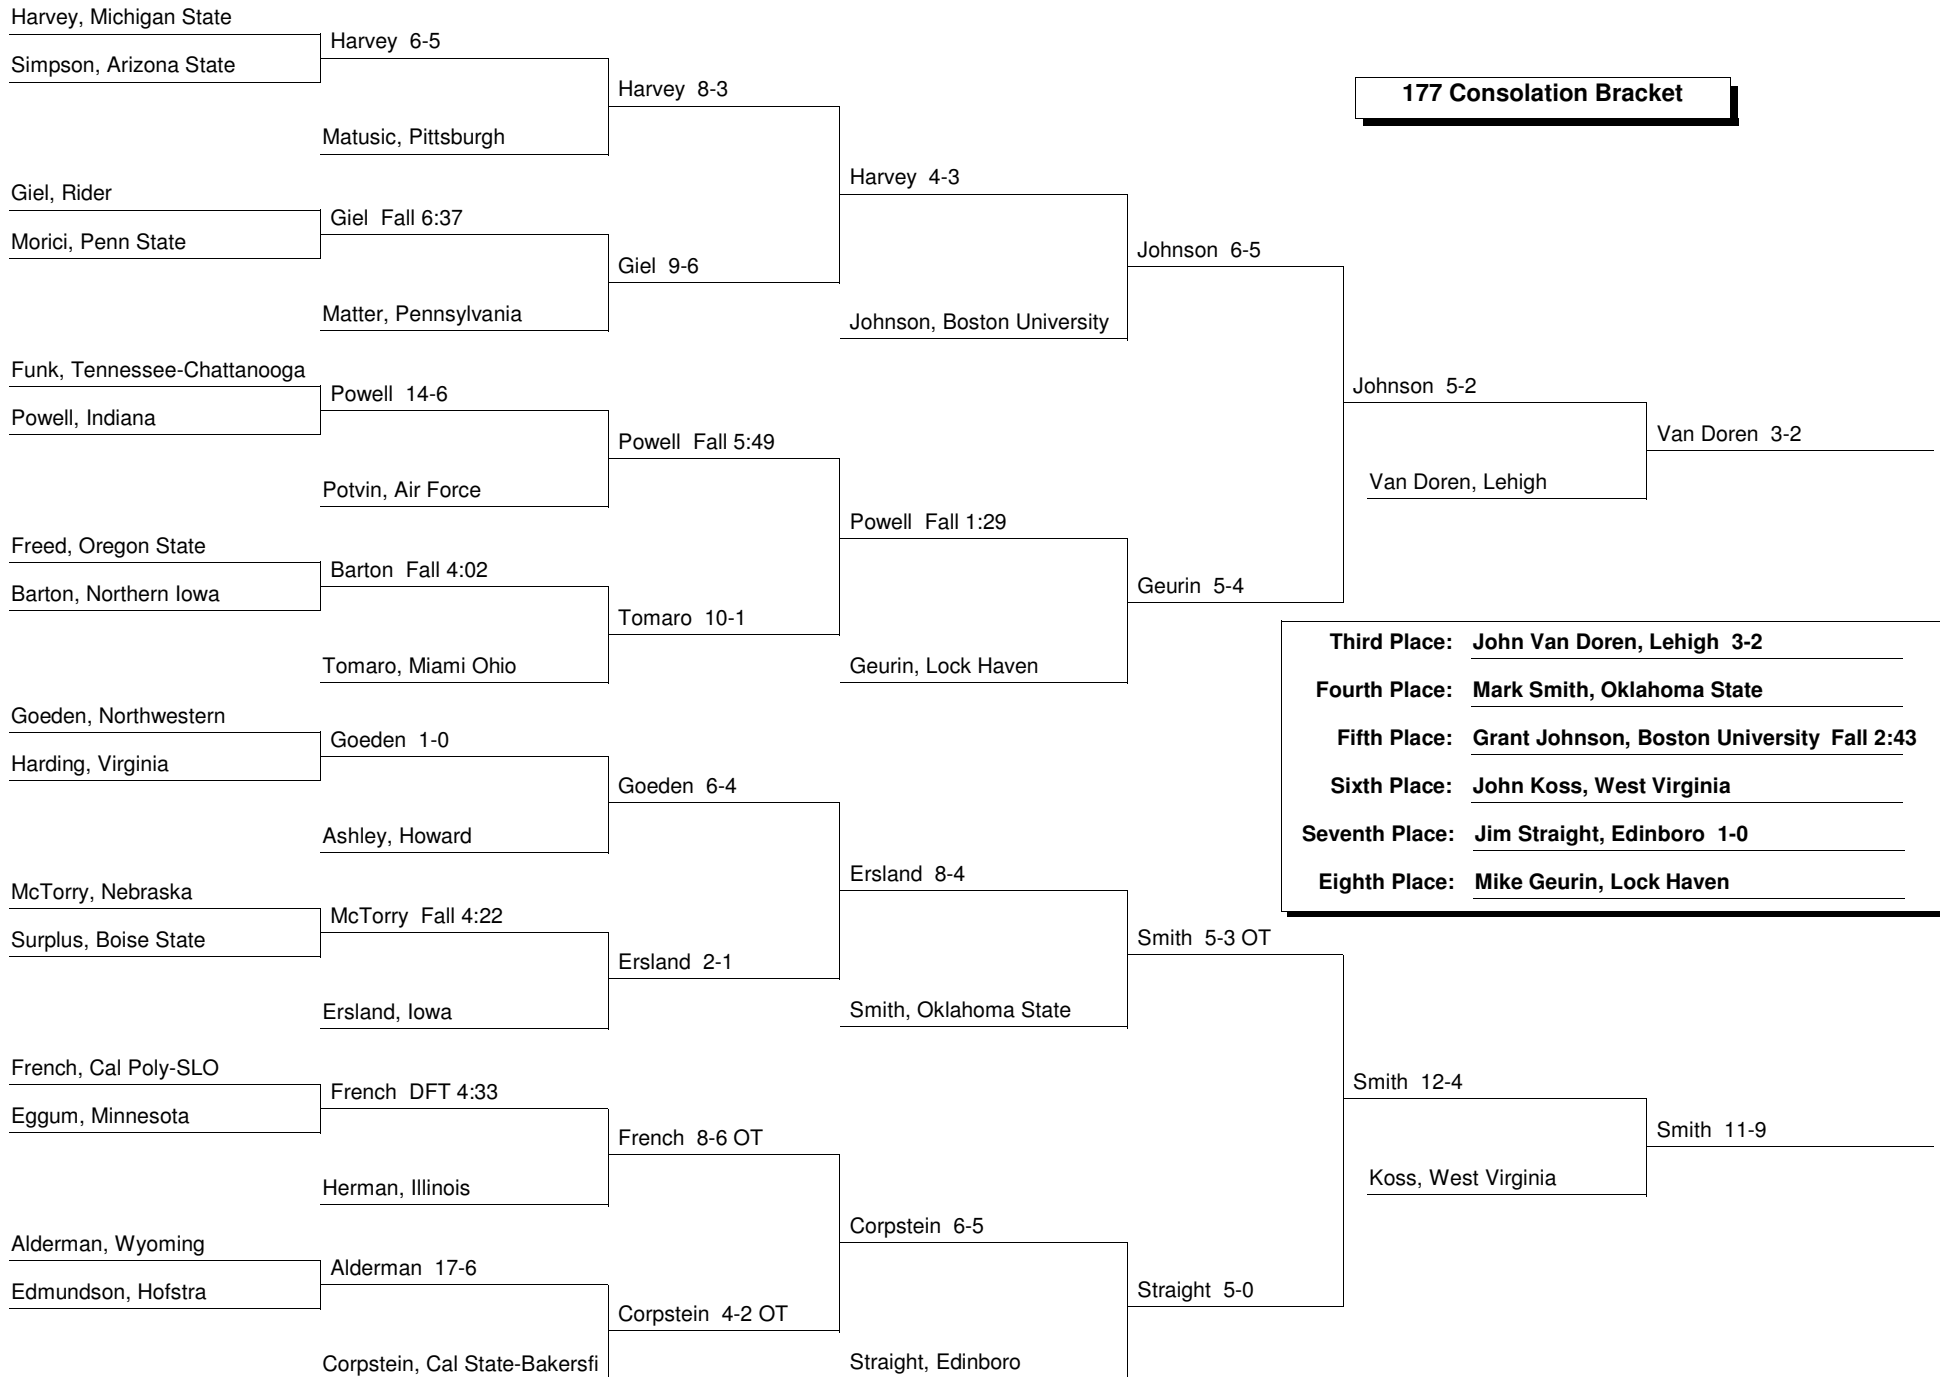 177 Consolation Bracket
Harvey, Michigan State
Simpson, Arizona State
Giel, Rider
Morici, Penn State
Funk, Tennessee-Chattanooga
Powell, Indiana
Freed, Oregon State
Barton, Northern Iowa
Goeden, Northwestern
Harding, Virginia
McTorry, Nebraska
Surplus, Boise State
French, Cal Poly-SLO
Eggum, Minnesota
Alderman, Wyoming
Edmundson, Hofstra
Harvey 6-5
Matusic, Pittsburgh
Giel Fall 6:37
Matter, Pennsylvania
Powell 14-6
Potvin, Air Force
Barton Fall 4:02
Tomaro, Miami Ohio
Goeden 1-0
Ashley, Howard
McTorry Fall 4:22
Ersland, Iowa
French DFT 4:33
Herman, Illinois
Alderman 17-6
Corpstein, Cal State-Bakersfi
Harvey 8-3
Giel 9-6
Powell Fall 5:49
Tomaro 10-1
Goeden 6-4
Ersland 2-1
French 8-6 OT
Corpstein 4-2 OT
Harvey 4-3
Johnson, Boston University
Powell Fall 1:29
Geurin, Lock Haven
Ersland 8-4
Smith, Oklahoma State
Corpstein 6-5
Straight, Edinboro
Johnson 6-5
Geurin 5-4
Smith 5-3 OT
Straight 5-0
Johnson 5-2
Van Doren, Lehigh
Smith 12-4
Koss, West Virginia
Van Doren 3-2
Smith 11-9
Third Place: John Van Doren, Lehigh 3-2
Fourth Place: Mark Smith, Oklahoma State
Fifth Place: Grant Johnson, Boston University Fall 2:43
Sixth Place: John Koss, West Virginia
Seventh Place: Jim Straight, Edinboro 1-0
Eighth Place: Mike Geurin, Lock Haven